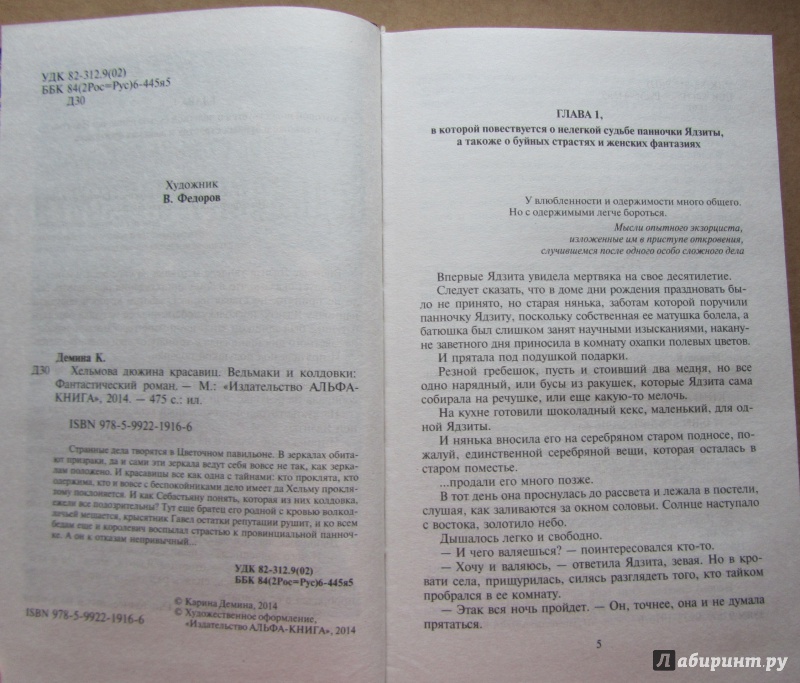 УДК 82-312.9(02)
ББК 84(2Рос=Рус)6-445я5
Д30
Художник
В. Федоров
Демина К.
Д30 Хельмова дюжина красавиц. Ведьмаки и колдовки:
Фантастический роман. — М.: «Издательство АЛЬФА-
КНИГА», 2014. — 475 с.: ил.
ISBN 978-5-9922-1916-6
Странные дела творятся в Цветочном павильоне. В зеркалах обита-
ют призраки, да и сами эти зеркала ведут себя вовсе не так, как зерка-
лам положено. И красавицы все как одна с тайнами: кто проклята, кто
одержима, кто и вовсе с беспокойниками дело имеет да Хельму прокля-
тому поклоняется. И как Себастьяну понять, которая из них колдовка,
ежели все подозрительны? Тут еще братец его родной с кровью волко-
длачьей мешается, крысятник Гавел остатки репутации рушит, и ко всем
бедам еще и королевич воспылал страстью к провинциальной панноч-
ке. А он к отказам непривычный...
УДК 82-312.9(02)
ББК 84(2Рос=Рус)6-445я5
© Карина Демина, 2014
© Художественное оформление,
«Издательство АЛЬФА-КНИГА», 2014
ISBN 978-5-9922-1916-6
ГЛАВА 1,
в которой повествуется о нелегкой судьбе панночки Ядзиты,
а такоже о буйных страстях и женских фантазиях
У влюбленности и одержимости много общего.
Но с одержимыми легче бороться.
Мысли опытного экзорциста,
изложенные им в приступе откровения,
случившемся после одного особо сложного дела
Впервые Ядзита увидела мертвяка на свое десятилетие.
Следует сказать, что в доме дни рождения праздновать бы-
ло не принято, но старая нянька, заботам которой поручили
панночку Ядзиту, поскольку собственная ее матушка болела, а
батюшка был слишком занят научными изысканиями, накану-
не заветного дня приносила в комнату охапки полевых цветов.
И прятала под подушкой подарки.
Резной гребешок, пусть и стоивший два медня, но все
одно нарядный, или бусы из ракушек, которые Ядзита сама
собирала на речушке, или еще какую-то мелочь.
На кухне готовили шоколадный кекс, маленький, для од-
ной Ядзиты.
И нянька вносила его на серебряном старом подносе, по-
жалуй, единственной серебряной вещи, которая осталась в
старом поместье.
...продали его много позже.
В тот день она проснулась до рассвета и лежала в постели,
слушая, как заливаются за окном соловьи. Солнце наступало
с востока, золотило небо.
Дышалось легко и свободно.
— И чего валяешься? — поинтересовался кто-то.
— Хочу и валяюсь, — ответила Ядзита, зевая. Но в кро-
вати села, прищурилась, силясь разглядеть того, кто тайком
пробрался в ее комнату.
— Этак вся ночь пройдет. — Он, точнее, она и не думала
прятаться.
5
Лабиринт.ру